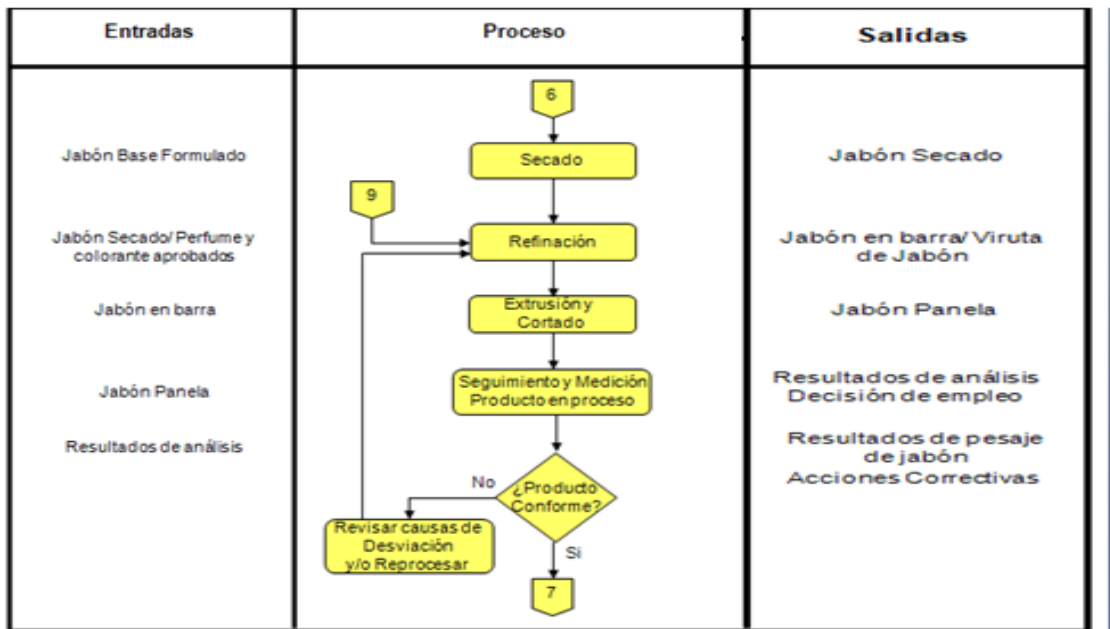 Entradas
Proceso
Salidas
6
Jabón Base Formulado
Secado
Jabón Secado
9
Jabón Secado/ Perfume y
colorante aprobados
Refinación
Jabón en barra/ Viruta
de Jabón
Jabón en barra
Extrusión y
Cortado
Jabón Panela
Jabón Panela
Seguimiento y Medición
Producto en proceso
Resultados de análisis
Decisión de empleo
Resultados de análisis
Resultados de pesaje
de jabón
Acciones Correctivas
¿Producto
Conforme?
No
Revisar causas de
Desviación
y/o Reprocesar
Si
7